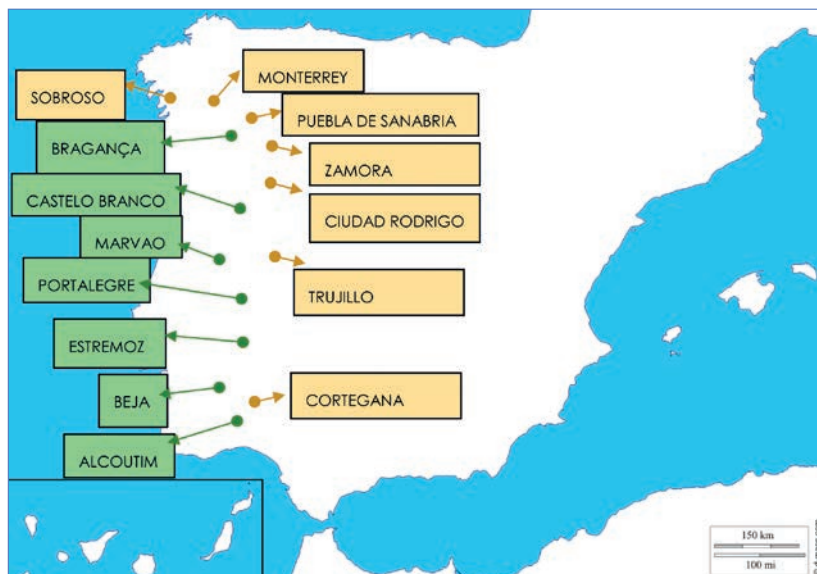 MONTERREY
SOBROSO
PUEBLA DE SANABRIA
BRAGANÇA
ZAMORA
CASTELO BRANCO
CIUDAD RODRIGO
MARVAO
PORTALEGRE
TRUJILLO
ESTREMOZ
BEJA
CORTEGANA
ALCOUTIM
150 km
100 mi